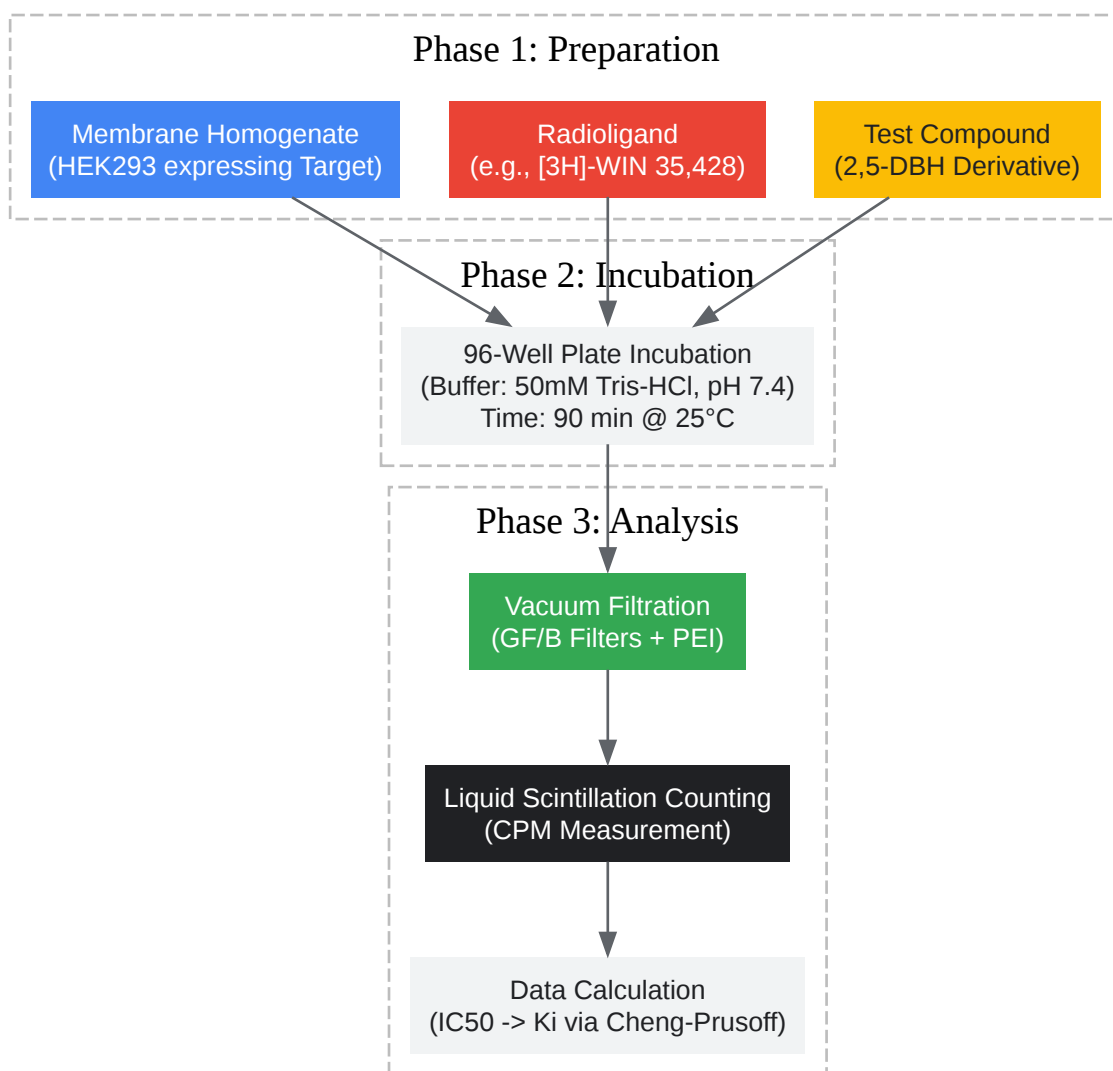 Phase 1: Preparation
Membrane Homogenate
(HEK293 expressing Target)
Radioligand
(e.g., [3H]-WIN 35,428)
Test Compound
(2,5-DBH Derivative)
Phase 2: Incubation
96-Well Plate Incubation
(Buffer: 50mM Tris-HCl, pH 7.4)
Time: 90 min @ 25°C
Phase 3: Analysis
Vacuum Filtration
(GF/B Filters + PEI)
Liquid Scintillation Counting
(CPM Measurement)
Data Calculation
(IC50 -> Ki via Cheng-Prusoff)